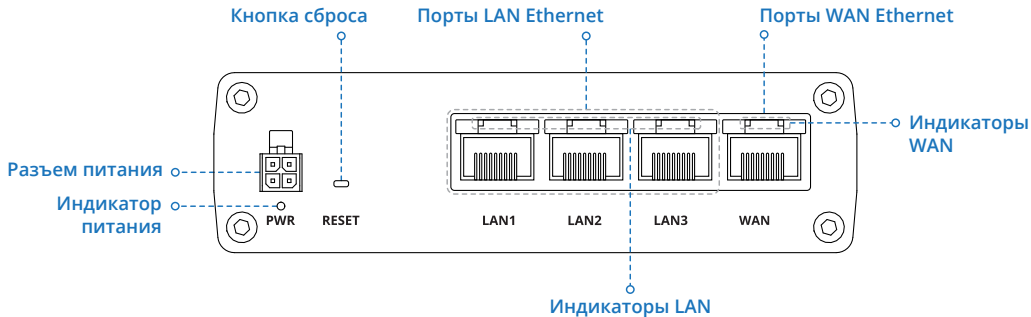 Кнопка сброса
Порты LAN Ethernet
Порты WAN Ethernet
Индикаторы
WAN
Разъем питания
Индикатор
питания
PWR
RESET
LAN1
LAN2
LAN3
WAN
Индикаторы LAN